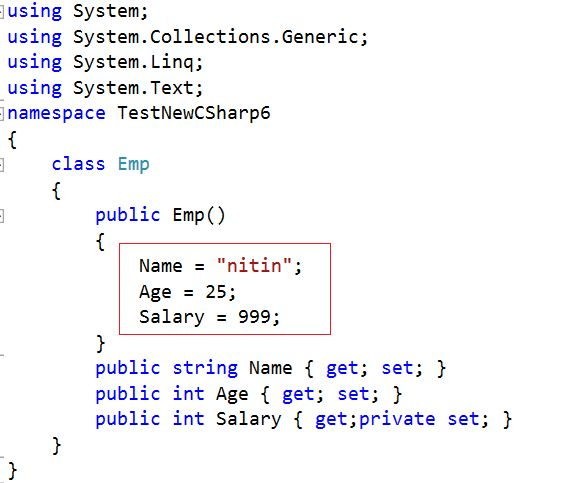 using System;
using System.Collections.Generic;
using System.Linq;
using System.Text;
namespace TestNewCSharp6
{
    class Emp
    {
        public Emp()
        {
            Name = "nitin";
            Age = 25;
            Salary = 999;
        }
        public string Name { get; set; }
        public int Age { get; set; }
        public int Salary { get;private set; }
    }
}